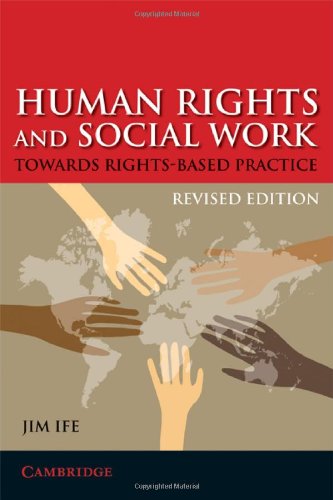 HUMAN RIGHTS
AND SOCIAL WORK
TOWARDS RIGHTS-BASED PRACTICE
REVISED EDITION
JIM IFE
CAMBRIDGE